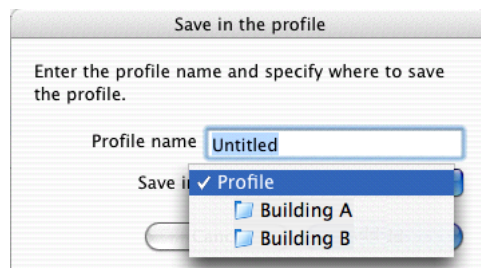 Save in the profile
Enter the profile name and specify where to save
the profile.
Profile name Untitled
Save in ✓ Profile
Building A
Building B